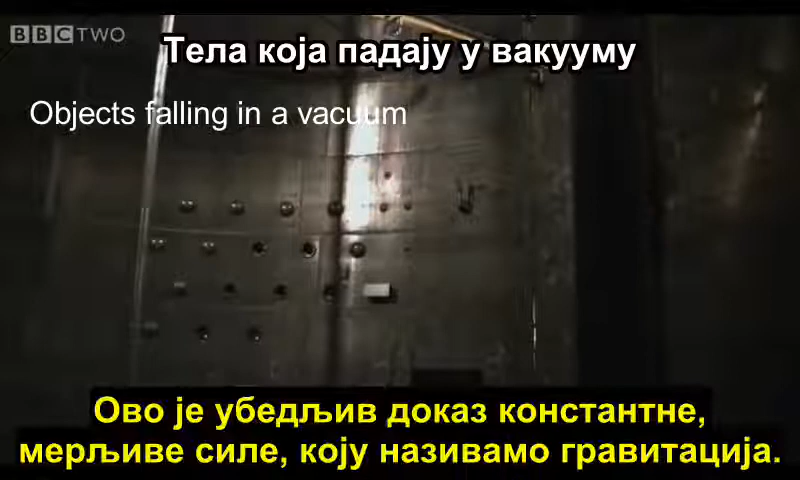 BBC TWO
Тела која падају у вакууму
Objects falling in a vacuum
Ово је убедљив доказ константне,
мерљиве силе, коју називамо гравитација.